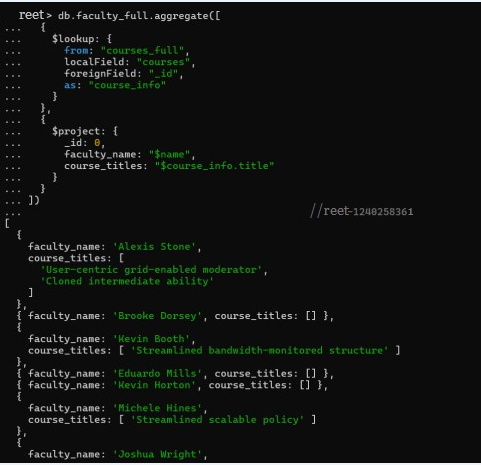 reet> db.faculty_full.aggregate([
...   {
...     $lookup: {
...       from: "courses_full",
...       localField: "courses",
...       foreignField: "_id",
...       as: "course_info"
...     }
...   },
...   {
...     $project: {
...       _id: 0,
...       faculty_name: "$name",
...       course_titles: "$course_info.title"
...     }
...   }
... ])
... //reet-1240258361
[
  {
    faculty_name: 'Alexis Stone',
    course_titles: [
      'User-centric grid-enabled moderator',
      'Cloned intermediate ability'
    ]
  },
  { faculty_name: 'Brooke Dorsey', course_titles: [] },
  {
    faculty_name: 'Kevin Booth',
    course_titles: [ 'Streamlined bandwidth-monitored structure' ]
  },
  { faculty_name: 'Eduardo Mills', course_titles: [] },
  { faculty_name: 'Kevin Horton', course_titles: [] },
  {
    faculty_name: 'Michele Hines',
    course_titles: [ 'Streamlined scalable policy' ]
  },
  {
    faculty_name: 'Joshua Wright',